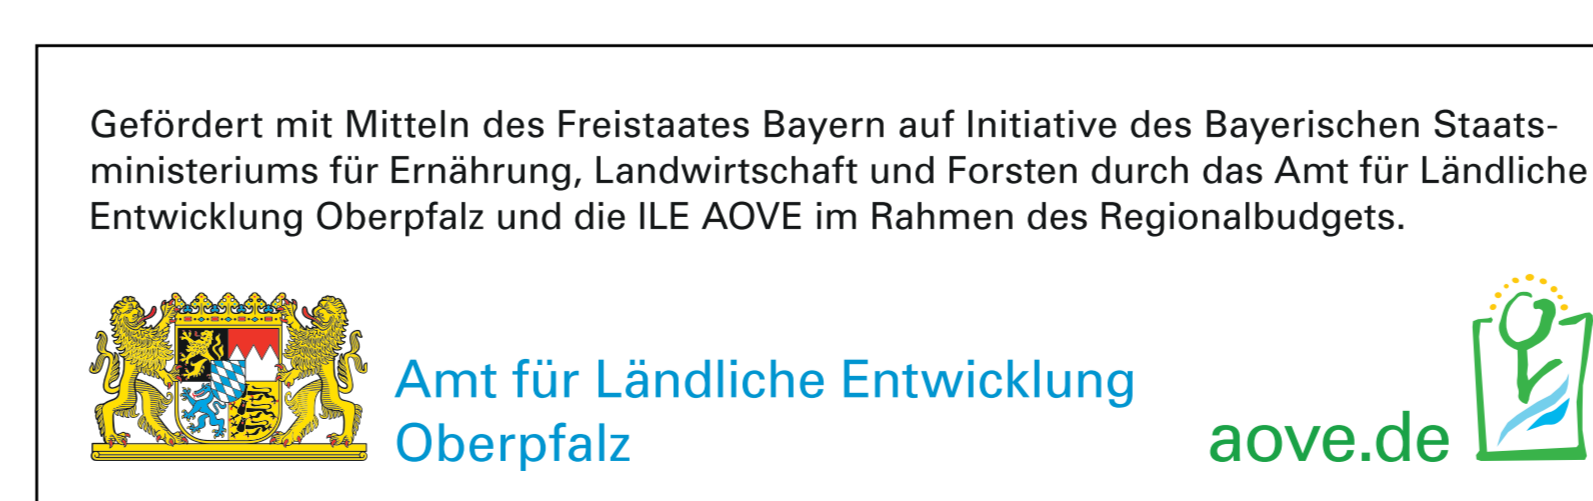 Gefördert mit Mitteln des Freistaates Bayern auf Initiative des Bayerischen Staats-
ministeriums für Ernährung, Landwirtschaft und Forsten durch das Amt für Ländliche
Entwicklung Oberpfalz und die ILE AOVE im Rahmen des Regionalbudgets.
Amt für Ländliche Entwicklung
Oberpfalz
aove.de